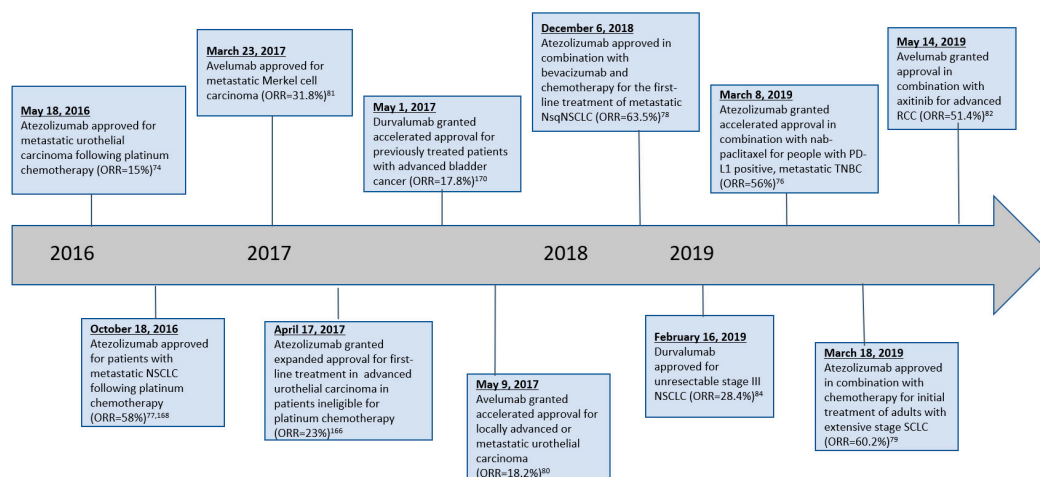 May 18, 2016
Atezolizumab approved for
metastatic urothelial
carcinoma following platinum
chemotherapy (ORR=15%)74
March 23, 2017
Avelumab approved for
metastatic Merkel cell
carcinoma (ORR=31.8%)81
May 1, 2017
Durvalumab granted
accelerated approval for
previously treated patients
with advanced bladder
cancer (ORR=17.8%)170
December 6, 2018
Atezolizumab approved in
combination with
bevacizumab and
chemotherapy for the first-
line treatment of metastatic
NsqNSCLC (ORR=63.5%)78
March 8, 2019
Atezolizumab granted
accelerated approval in
combination with nab-
paclitaxel for people with PD-
L1 positive, metastatic TNBC
(ORR=56%)76
May 14, 2019
Avelumab granted
approval in
combination with
axitinib for advanced
RCC (ORR=51.4%)82
2016 2017 2018 2019
October 18, 2016
Atezolizumab approved
for patients with
metastatic NSCLC
following platinum
chemotherapy
(ORR=58%)77,168
April 17, 2017
Atezolizumab granted
expanded approval for first-
line treatment in advanced
urothelial carcinoma in
patients ineligible for
platinum chemotherapy
(ORR=23%)166
May 9, 2017
Avelumab granted
accelerated approval for
locally advanced or
metastatic urothelial
carcinoma
(ORR=18.2%)80
February 16, 2019
Durvalumab
approved for
unresectable stage III
NSCLC (ORR=28.4%)84
March 18, 2019
Atezolizumab approved
in combination with
chemotherapy for initial
treatment of adults with
extensive stage SCLC
(ORR=60.2%)79